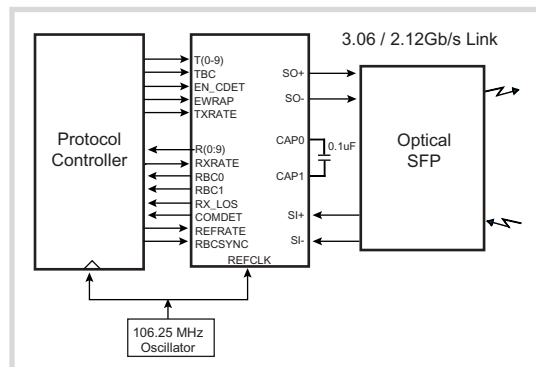 3.06 / 2.12Gb/s Link
Protocol
Controller
T(0-9)
TBC
EN_CDET
EWRAP
TXRATE
R(0:9)
RXRATE
RBC0
RBC1
RX_LOS
COMDET
REFRATE
RBCSYNC
REFCLK
SO+
SO-
CAP0
0.1uF
CAP1
SI+
SI-
Optical
SFP
106.25 MHz
Oscillator